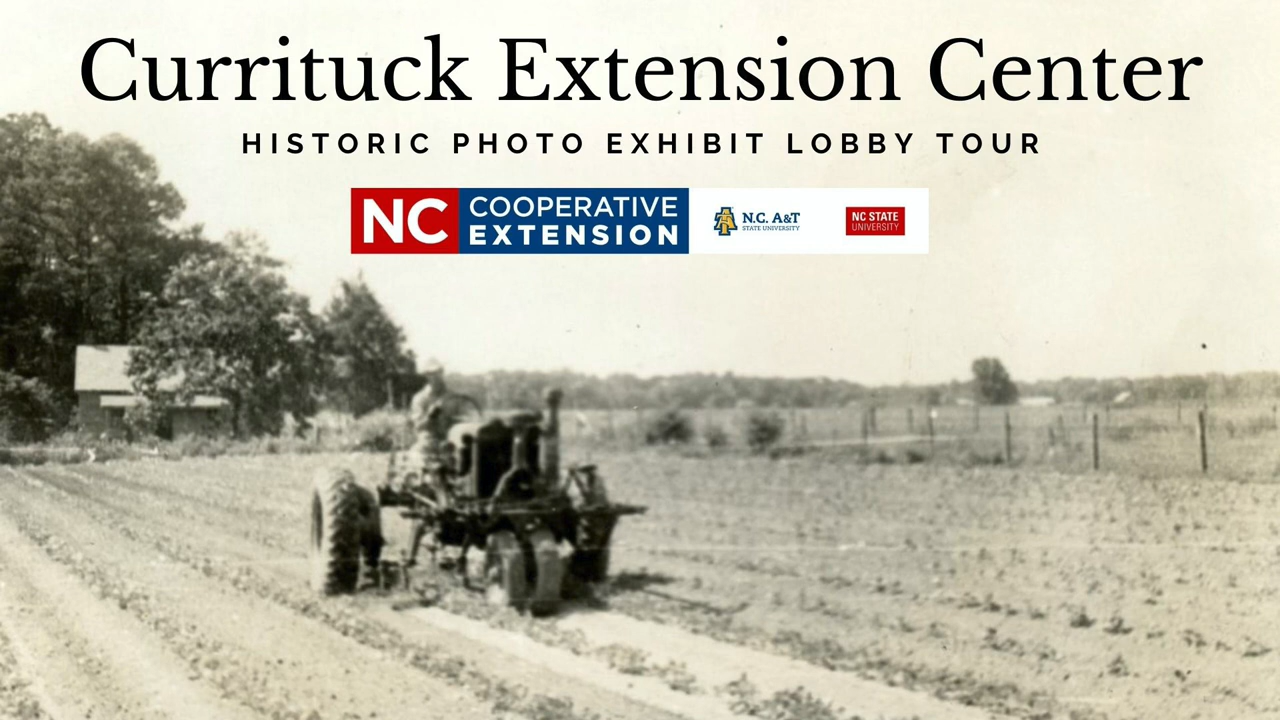 Currituck Extension Center
HISTORIC PHOTO EXHIBIT LOBBY TOUR
NC COOPERATIVE EXTENSION
N.C. A&T STATE UNIVERSITY
NC STATE UNIVERSITY